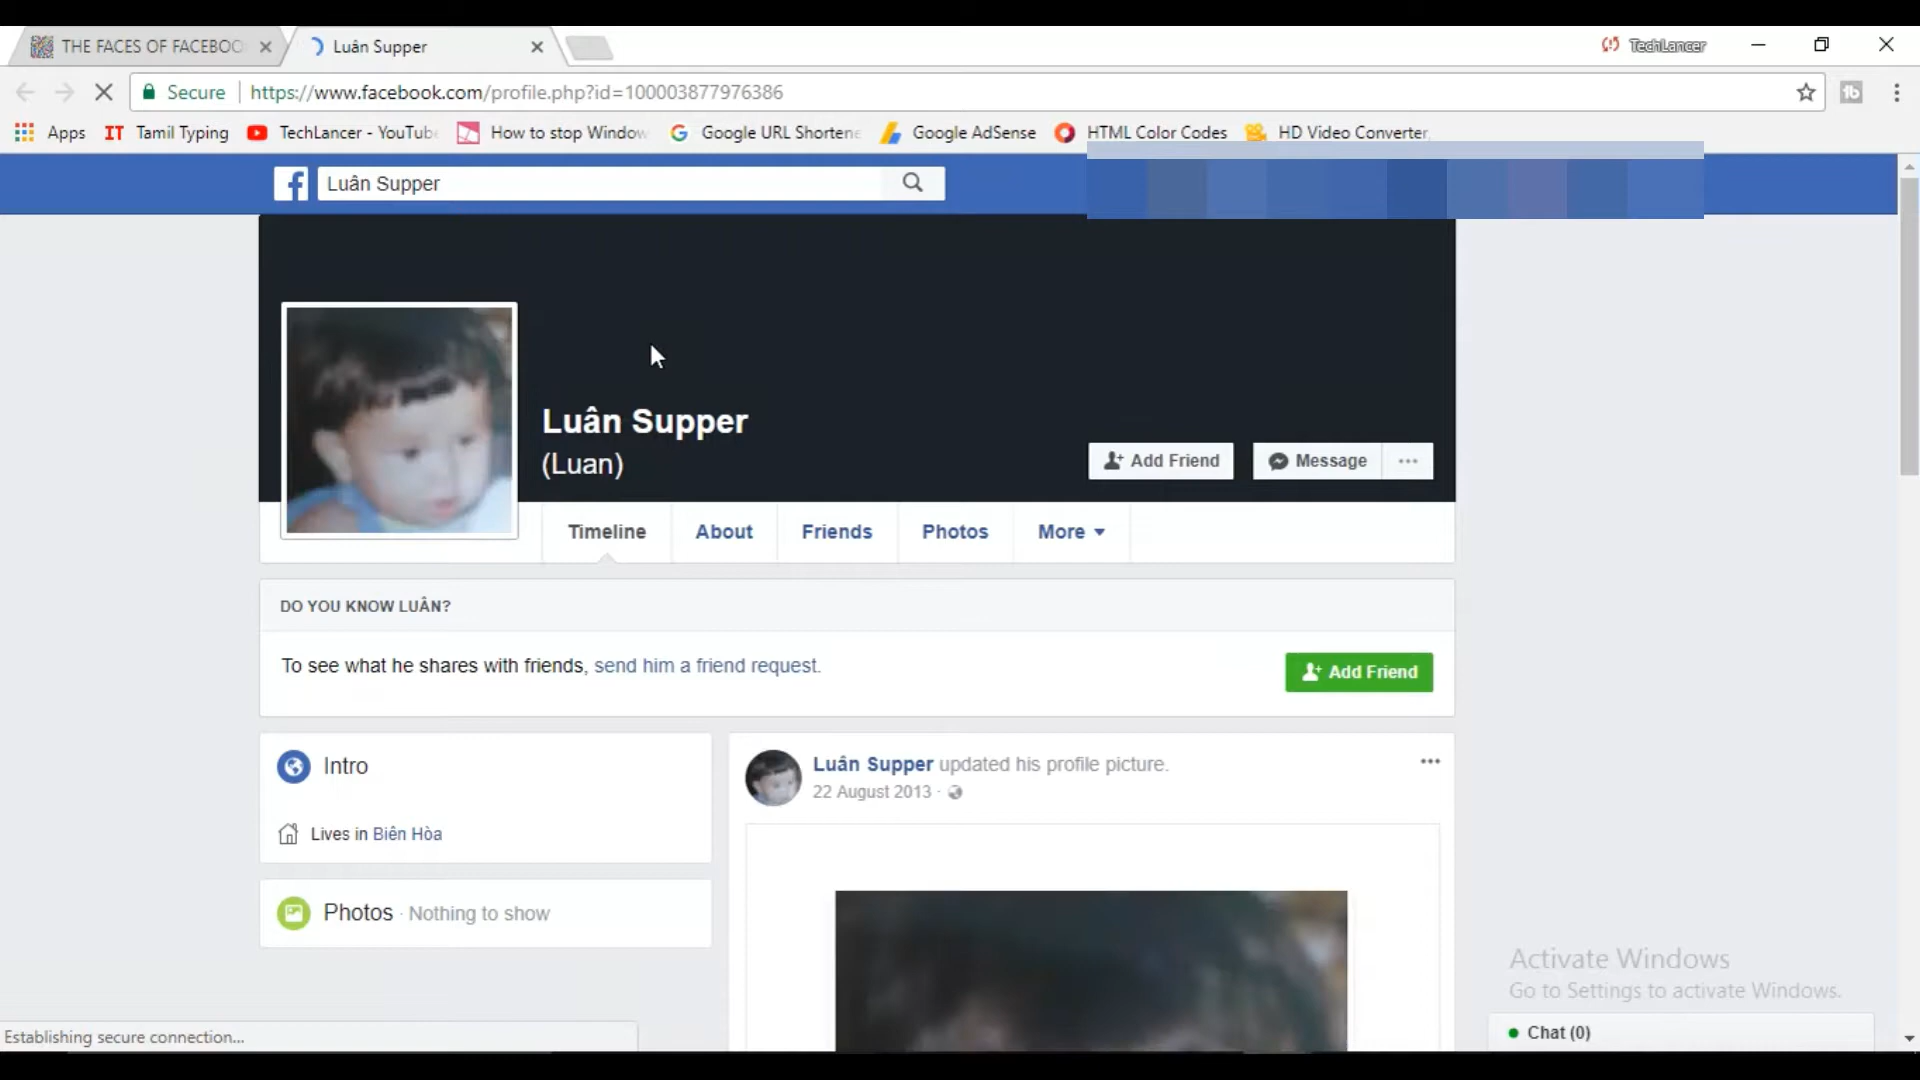 THE FACES OF FACEBOO
Luân Supper
TechLancer
Secure
https://www.facebook.com/profile.php?id=100003877976386
Apps
IT
Tamil Typing
TechLancer - YouTub
How to stop Window
Google URL Shortene
Google AdSense
HTML Color Codes
HD Video Converter
Luân Supper
Luân Supper
(Luan)
Add Friend
Message
Timeline
About
Friends
Photos
More
DO YOU KNOW LUÂN?
To see what he shares with friends, send him a friend request.
Add Friend
Intro
Lives in Biên Hòa
Photos · Nothing to show
Luân Supper updated his profile picture.
22 August 2013 ·
Activate Windows
Go to Settings to activate Windows.
Establishing secure connection...
Chat (0)